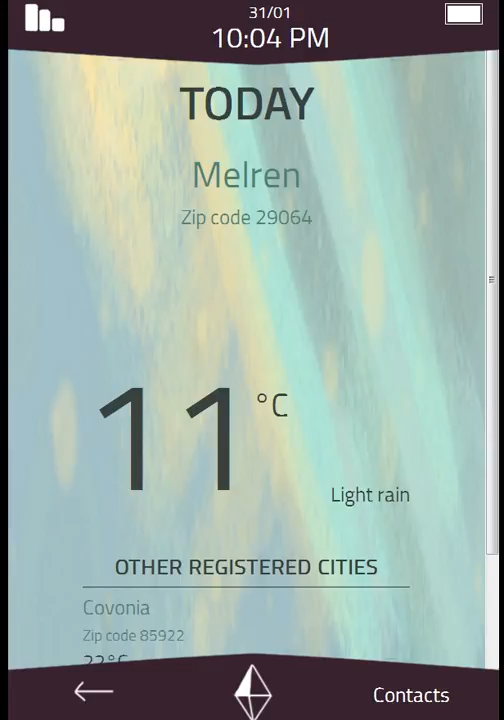 31/01
10:04 PM
TODAY
Melren
Zip code 29064
11 °C
Light rain
OTHER REGISTERED CITIES
Covonia
Zip code 85922
22°C
Contacts